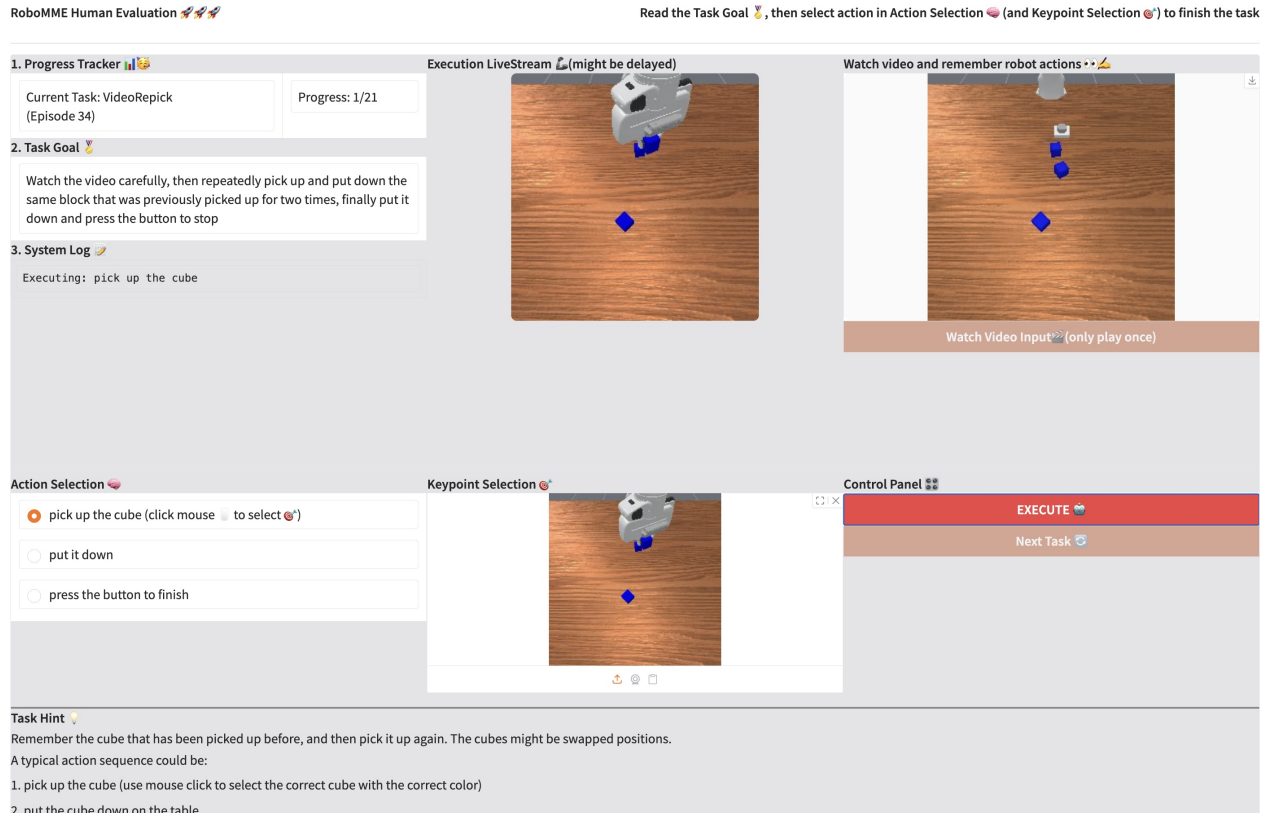 RoboMME Human Evaluation 🚀🚀🚀
Read the Task Goal 🏅, then select action in Action Selection 🧠 (and Keypoint Selection 🎯) to finish the task
1. Progress Tracker 📊🥳
Current Task: VideoRepick
(Episode 34)
Progress: 1/21
2. Task Goal 🏅
Watch the video carefully, then repeatedly pick up and put down the
same block that was previously picked up for two times, finally put it
down and press the button to stop
3. System Log 📝
Executing: pick up the cube
Execution LiveStream 🦾(might be delayed)
Watch video and remember robot actions👀✍️
Watch Video Input🎬(only play once)
Action Selection 🧠
pick up the cube (click mouse 🖱️ to select 🎯)
put it down
press the button to finish
Keypoint Selection 🎯
Control Panel 🎛️
EXECUTE 🤖
Next Task 🔄
Task Hint 💡
Remember the cube that has been picked up before, and then pick it up again. The cubes might be swapped positions.
A typical action sequence could be:
1. pick up the cube (use mouse click to select the correct cube with the correct color)
2. put the cube down on the table